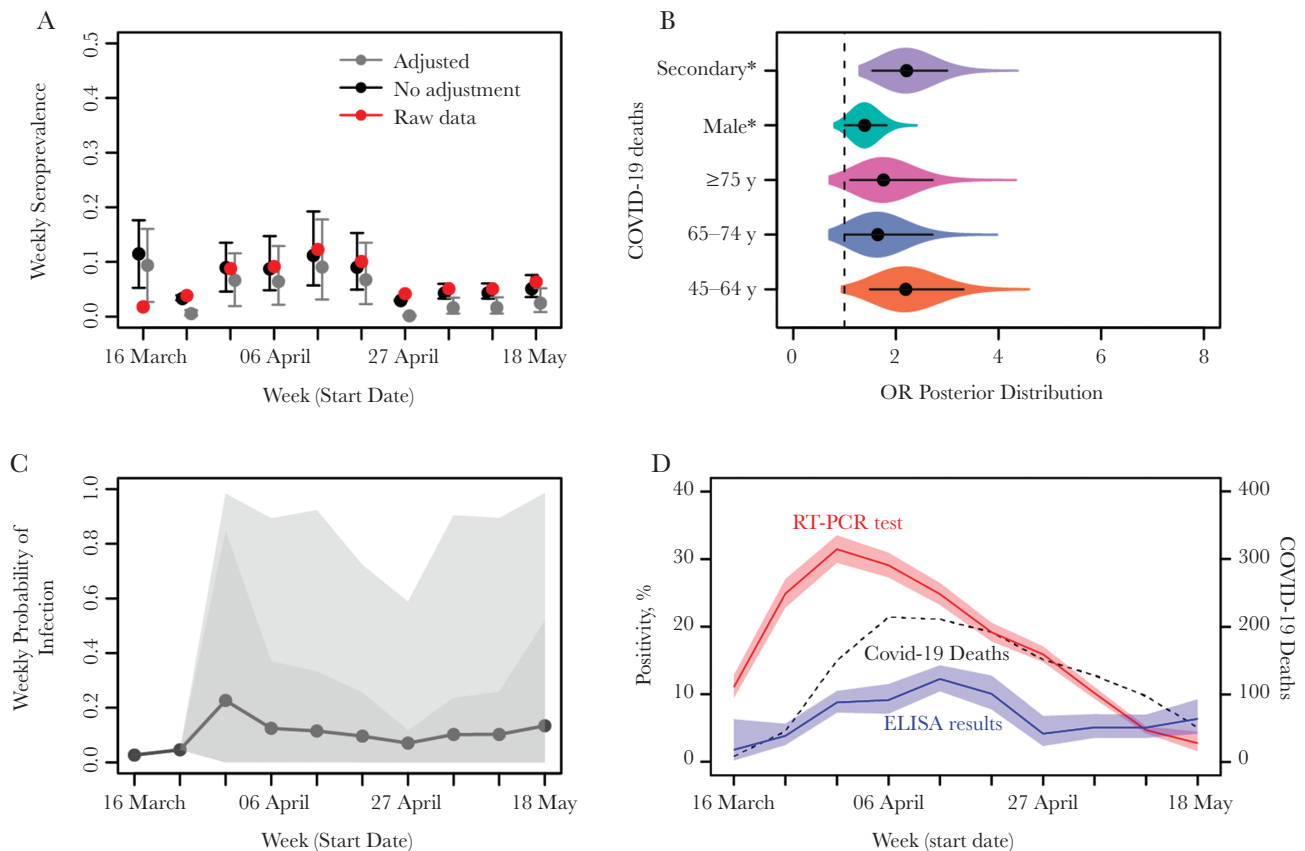 A
Weekly Seroprevalence
0.5
0.4
0.3
0.2
0.1
0.0
Adjusted
No adjustment
Raw data
16 March
06 April
27 April
18 May
Week (Start Date)
B
COVID-19 deaths
Secondary*
Male*
≥75 y
65–74 y
45–64 y
0
2
4
6
8
OR Posterior Distribution
C
Weekly Probability of
Infection
1.0
0.8
0.6
0.4
0.2
0.0
16 March
06 April
27 April
18 May
Week (Start Date)
D
Positivity, %
40
30
20
10
0
RT-PCR test
Covid-19 Deaths
ELISA results
400
300
200
100
0
COVID-19 Deaths
16 March
06 April
27 April
18 May
Week (start date)